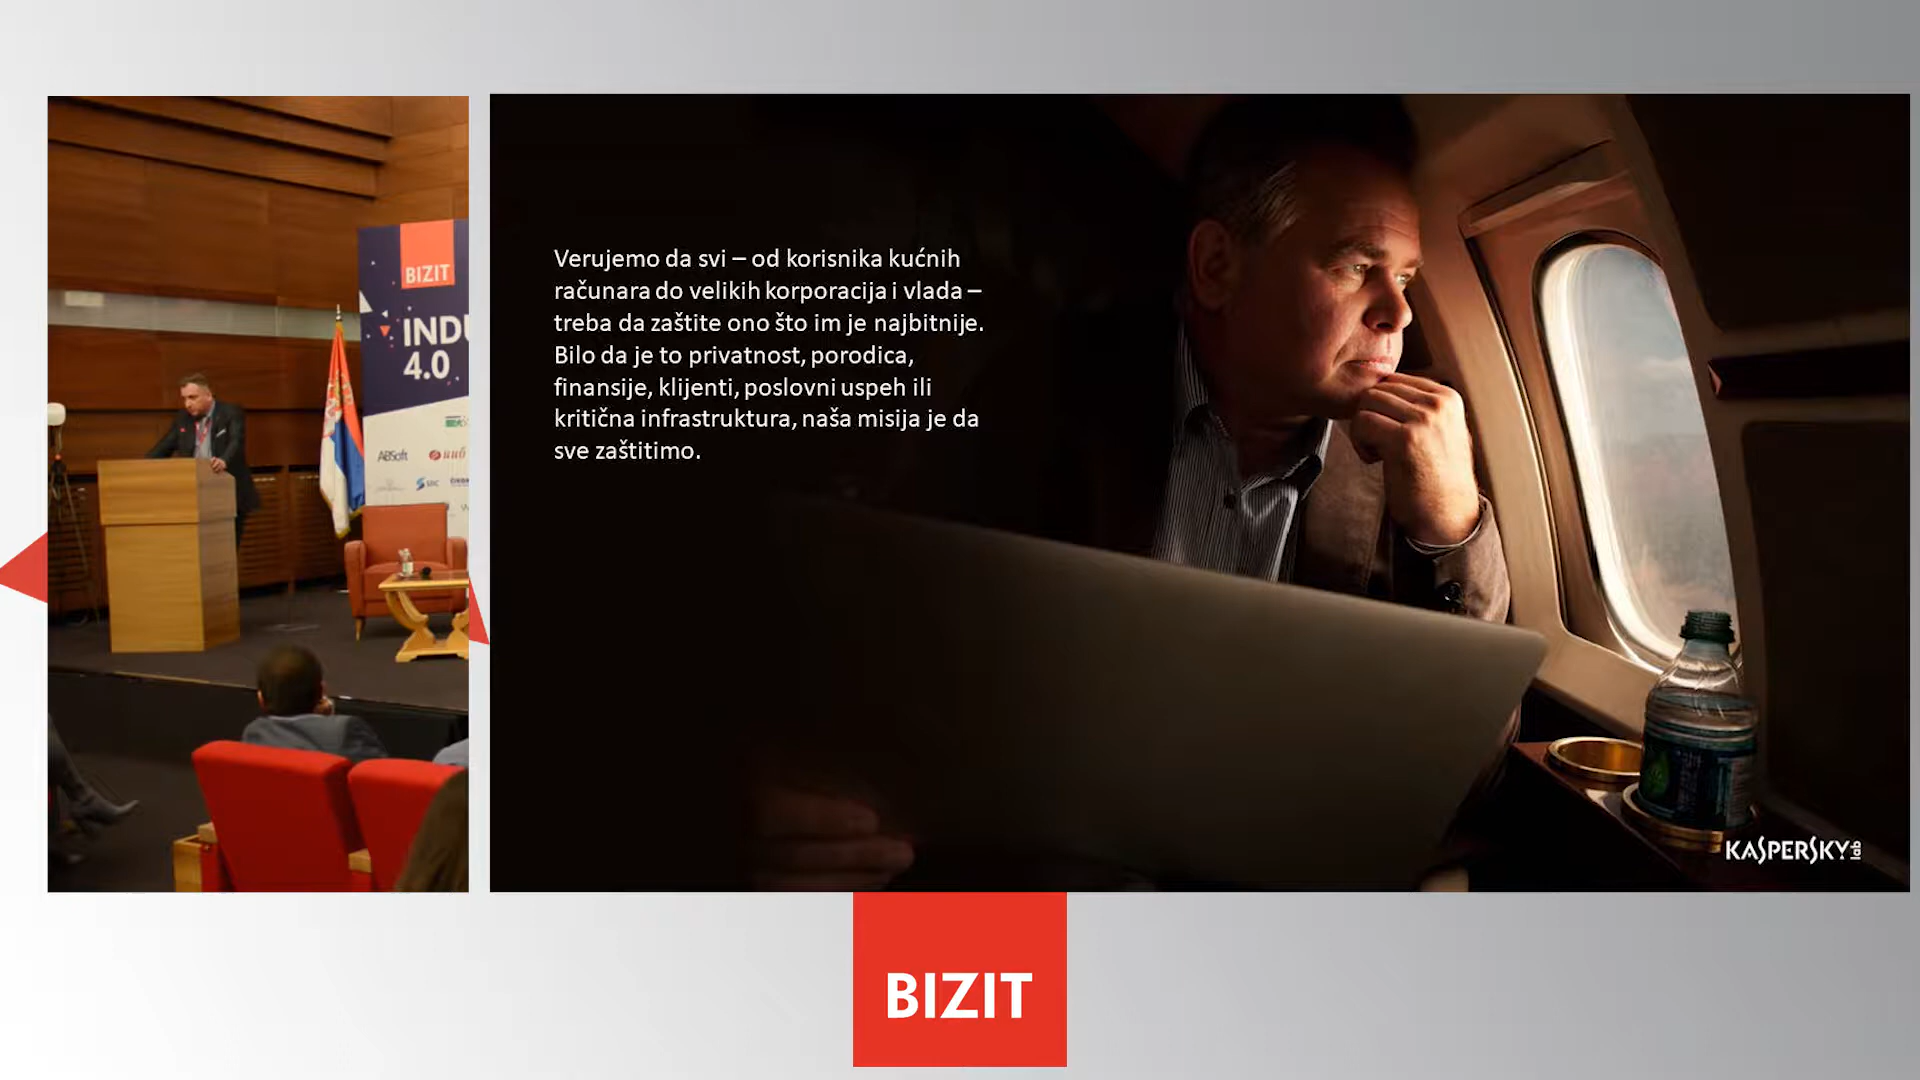 BIZIT
INDU
4.0
ABSoft
SBC
Verujemo da svi – od korisnika kućnih
računara do velikih korporacija i vlada –
treba da zaštite ono što im je najbitnije.
Bilo da je to privatnost, porodica,
finansije, klijenti, poslovni uspeh ili
kritična infrastruktura, naša misija je da
sve zaštitimo.
KASPERSKY lab
BIZIT